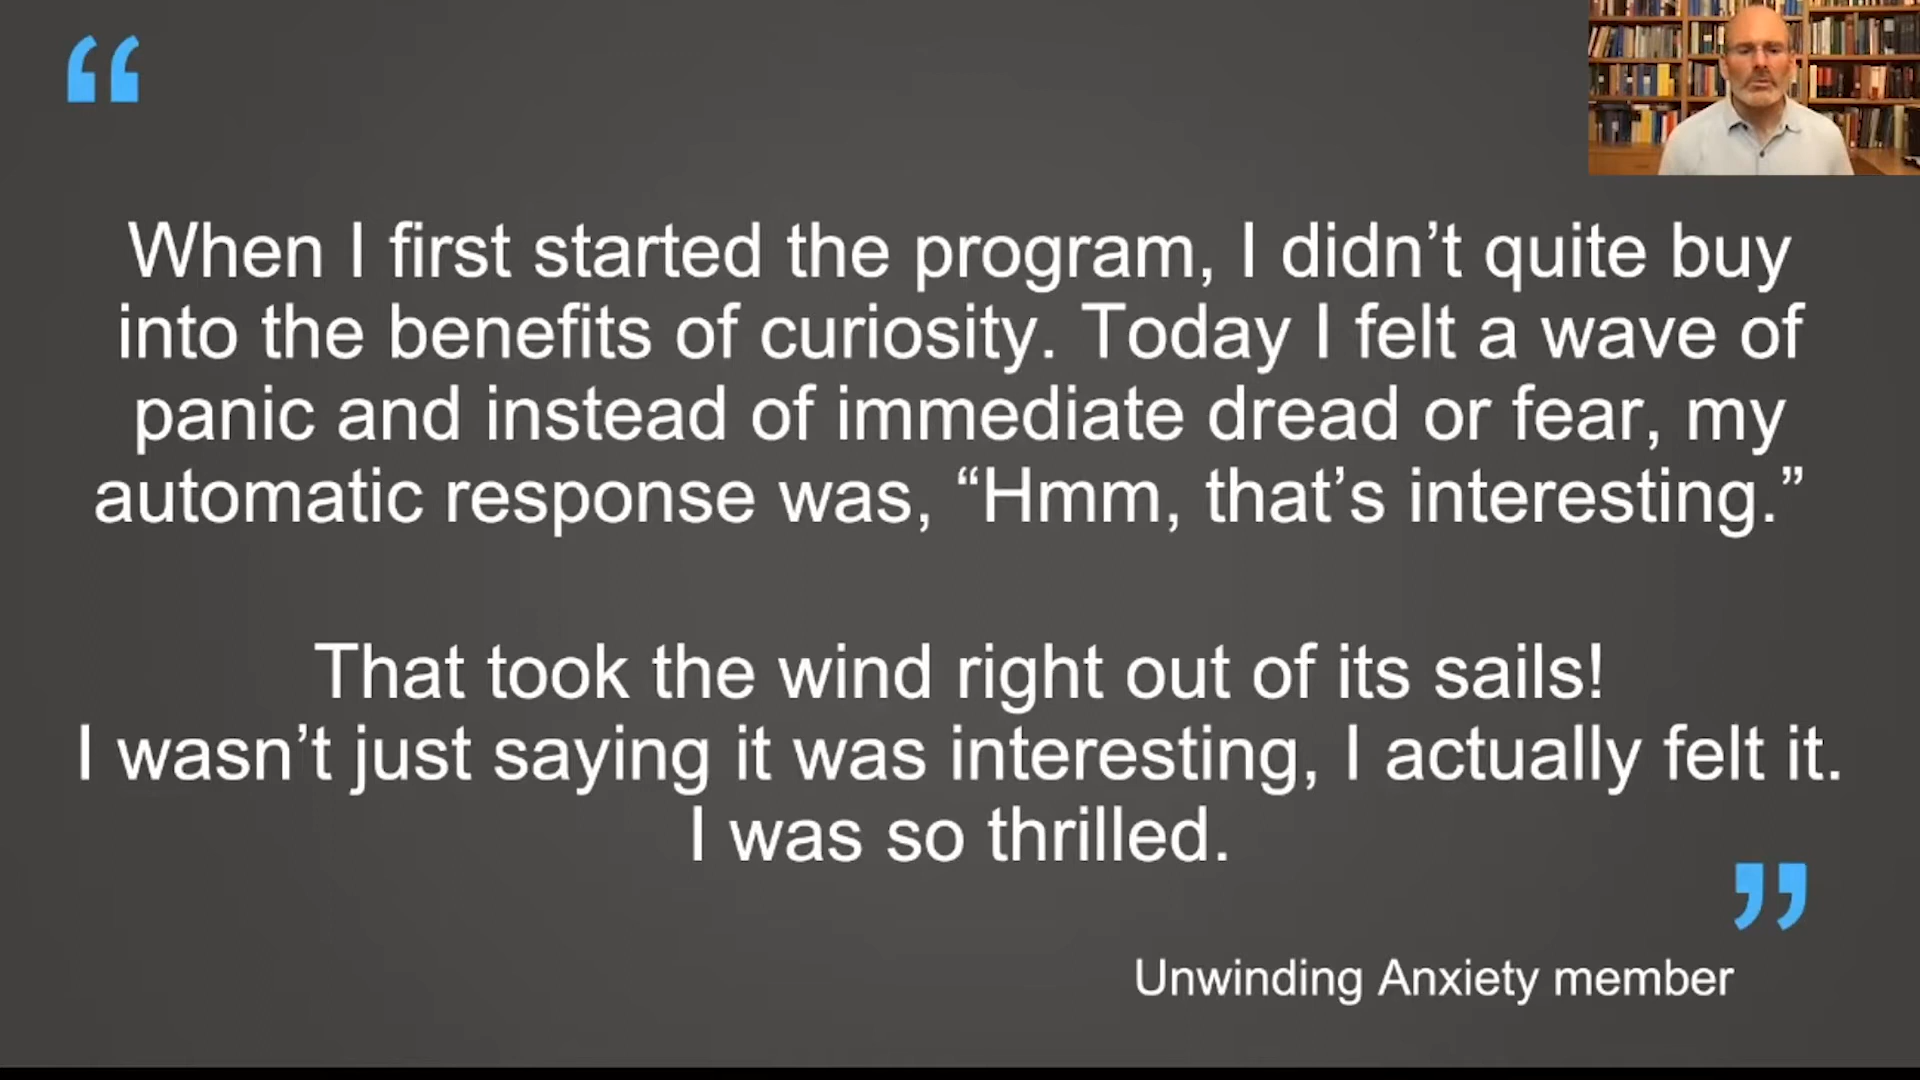 “
When I first started the program, I didn’t quite buy
into the benefits of curiosity. Today I felt a wave of
panic and instead of immediate dread or fear, my
automatic response was, “Hmm, that’s interesting.”
That took the wind right out of its sails!
I wasn’t just saying it was interesting, I actually felt it.
I was so thrilled.
”
Unwinding Anxiety member